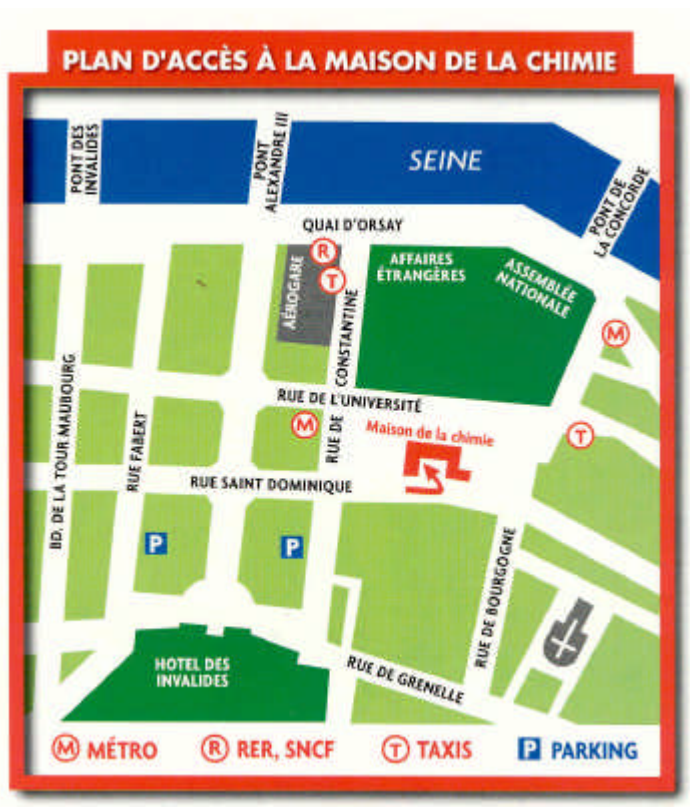 PLAN D'ACCÈS À LA MAISON DE LA CHIMIE
PONT DES
INVALIDES
PONT
ALEXANDRE III
SEINE
PONT DE
LA CONCORDE
QUAI D'ORSAY
R
T
AÉROGARE
AFFAIRES
ÉTRANGÈRES
ASSEMBLÉE
NATIONALE
M
RUE DE CONSTANTINE
BD. DE LA TOUR MAUBOURG
RUE FABERT
RUE DE L'UNIVERSITÉ
M
Maison de la chimie
T
RUE SAINT DOMINIQUE
P
P
RUE DE BOURGOGNE
HOTEL DES
INVALIDES
RUE DE GRENELLE
M MÉTRO
R RER, SNCF
T TAXIS
P PARKING